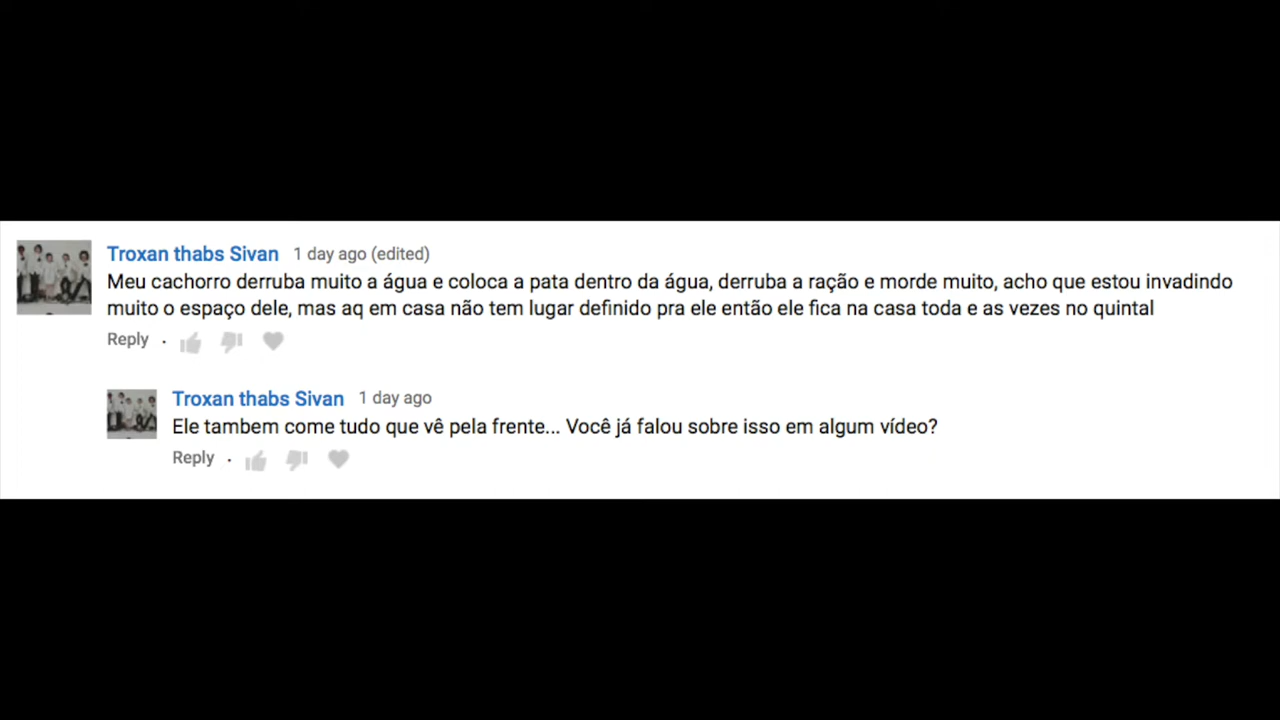 Troxan thabs Sivan 1 day ago (edited)
Meu cachorro derruba muito a água e coloca a pata dentro da água, derruba a ração e morde muito, acho que estou invadindo
muito o espaço dele, mas aq em casa não tem lugar definido pra ele então ele fica na casa toda e as vezes no quintal
Reply ·
Troxan thabs Sivan 1 day ago
Ele tambem come tudo que vê pela frente... Você já falou sobre isso em algum vídeo?
Reply ·